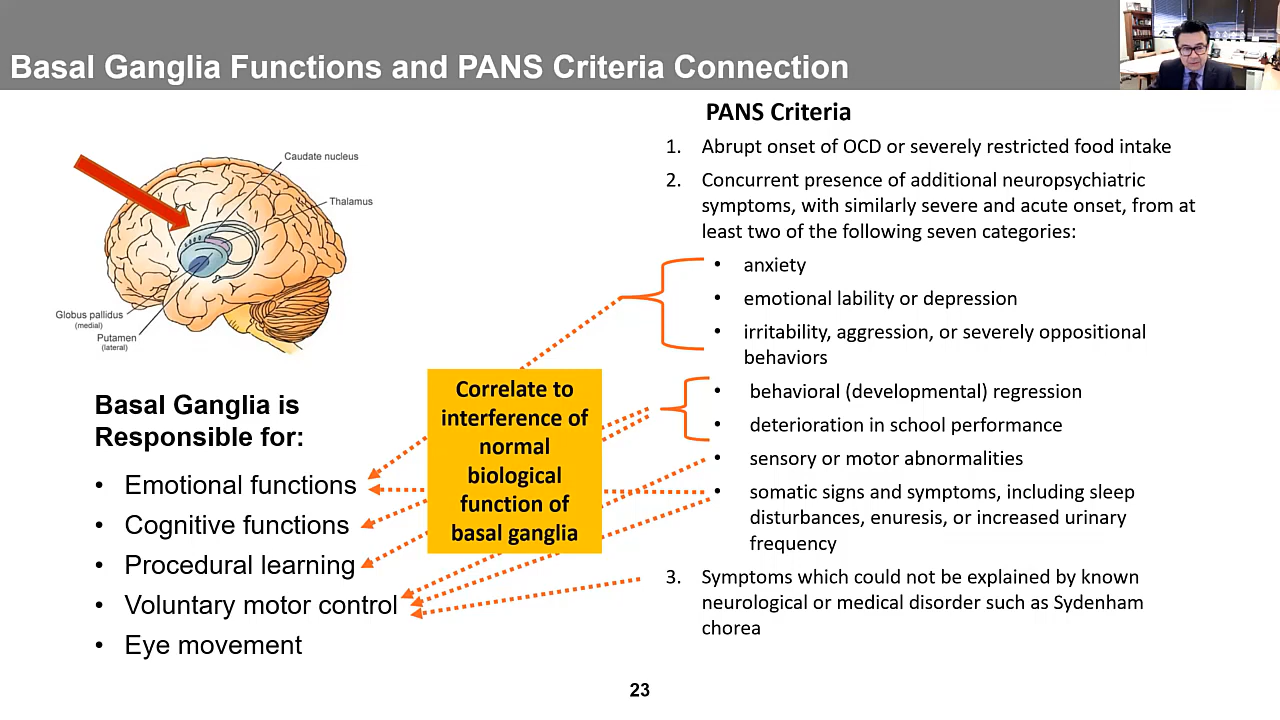 Basal Ganglia Functions and PANS Criteria Connection
Caudate nucleus
Thalamus
Globus pallidus
(medial)
Putamen
(lateral)
Basal Ganglia is
Responsible for:
• Emotional functions
• Cognitive functions
• Procedural learning
• Voluntary motor control
• Eye movement
Correlate to
interference of
normal
biological
function of
basal ganglia
PANS Criteria
1. Abrupt onset of OCD or severely restricted food intake
2. Concurrent presence of additional neuropsychiatric
symptoms, with similarly severe and acute onset, from at
least two of the following seven categories:
• anxiety
• emotional lability or depression
• irritability, aggression, or severely oppositional
behaviors
• behavioral (developmental) regression
• deterioration in school performance
• sensory or motor abnormalities
• somatic signs and symptoms, including sleep
disturbances, enuresis, or increased urinary
frequency
3. Symptoms which could not be explained by known
neurological or medical disorder such as Sydenham
chorea
23